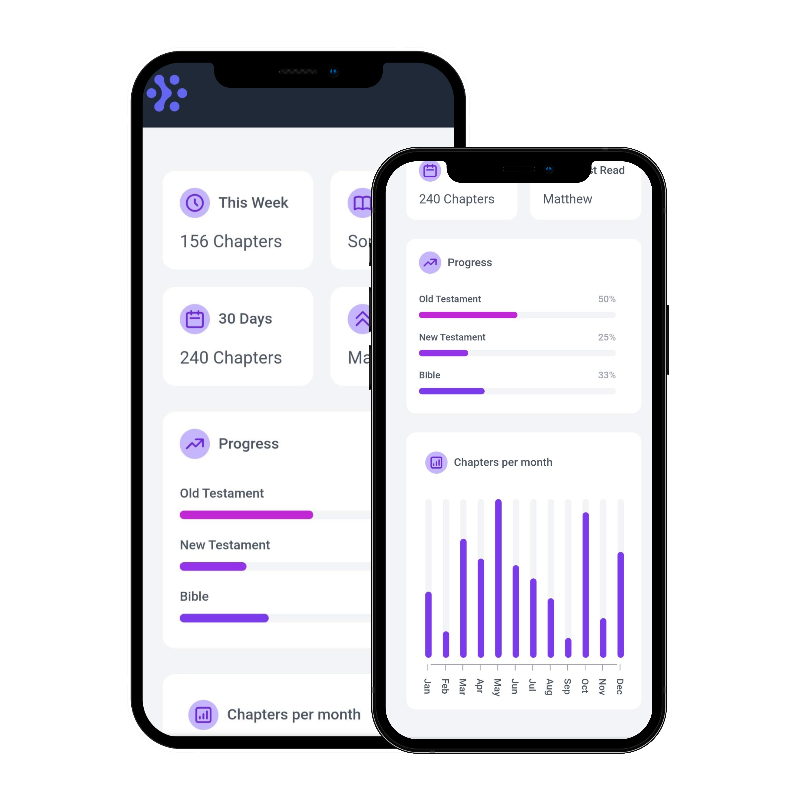 This Week
156 Chapters
30 Days
240 Chapters
Progress
Old Testament
New Testament
Bible
Chapters per month
240 Chapters
Read
Matthew
Progress
Old Testament 50%
New Testament 25%
Bible 33%
Chapters per month
Jan Feb Mar Apr May Jun Jul Aug Sep Oct Nov Dec